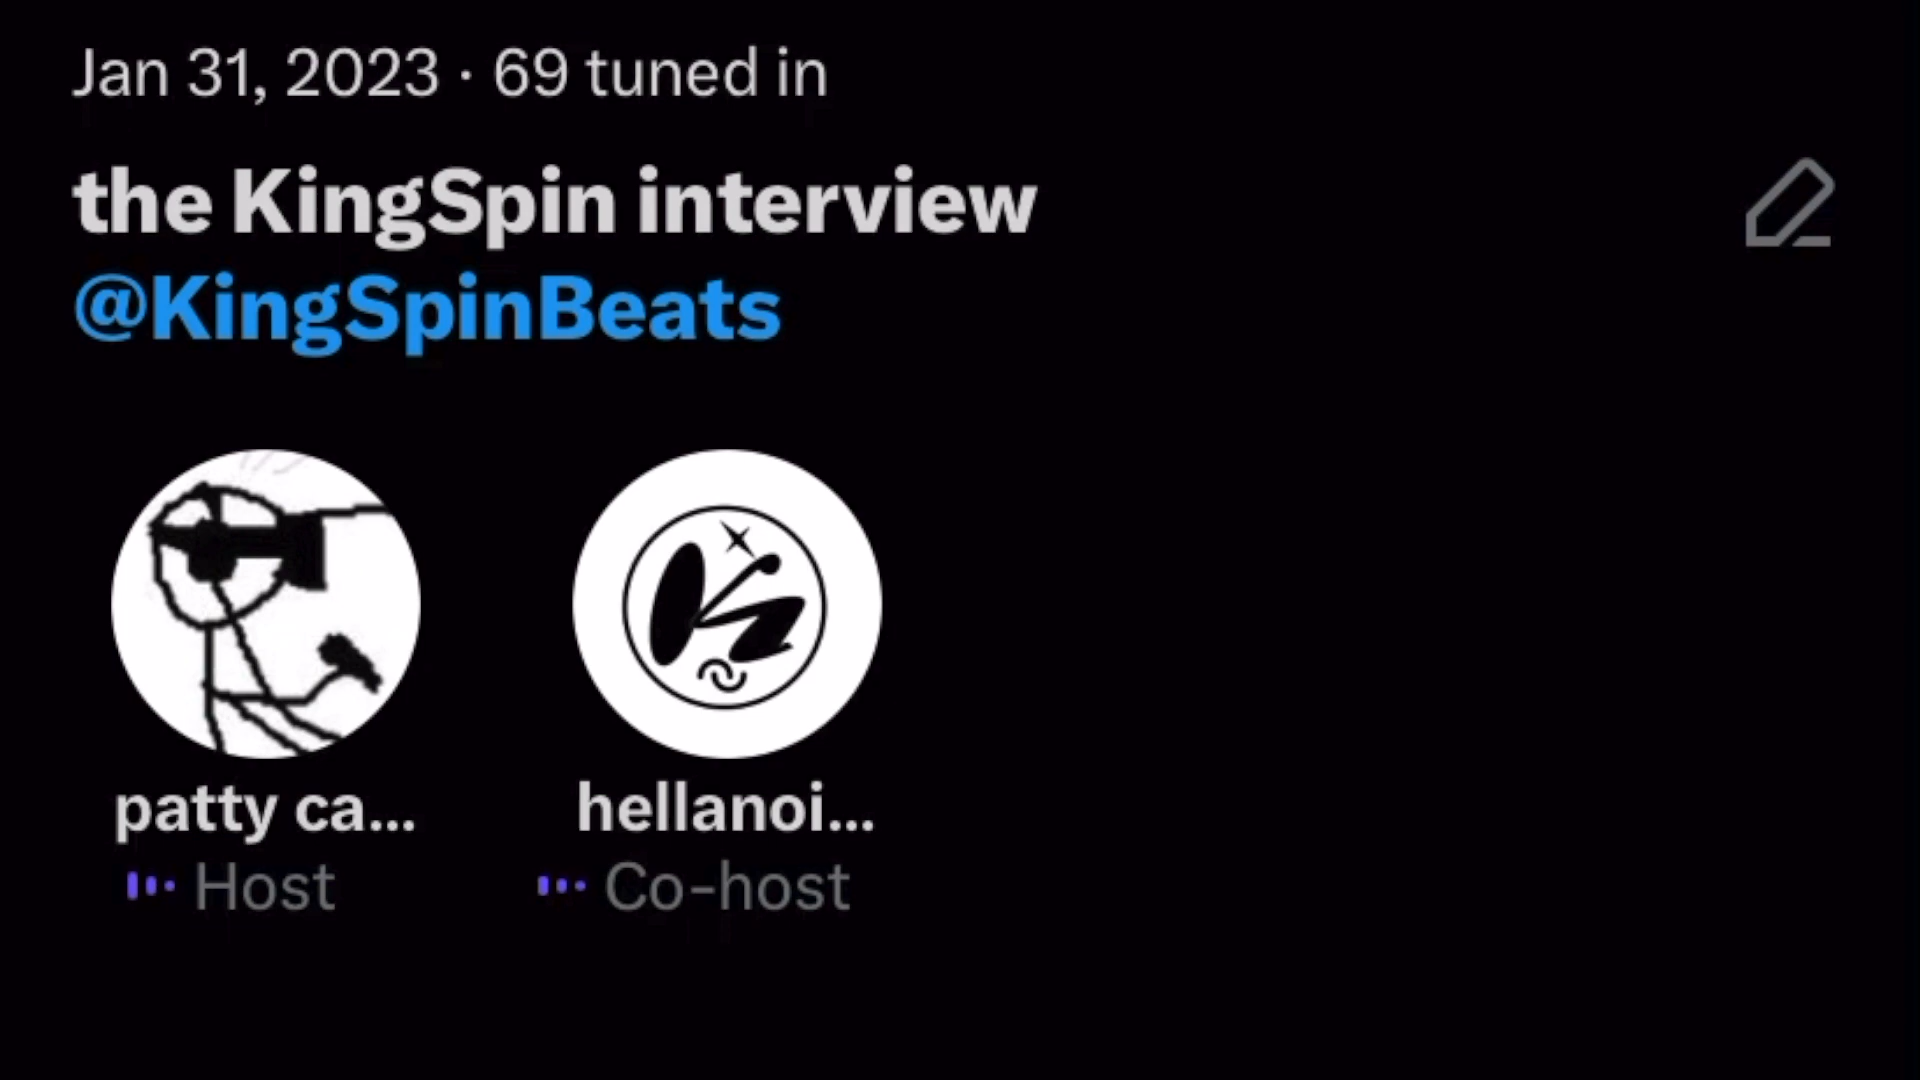 Jan 31, 2023 · 69 tuned in
the KingSpin interview
@KingSpinBeats
patty ca...
hellanoi...
Host
Co-host